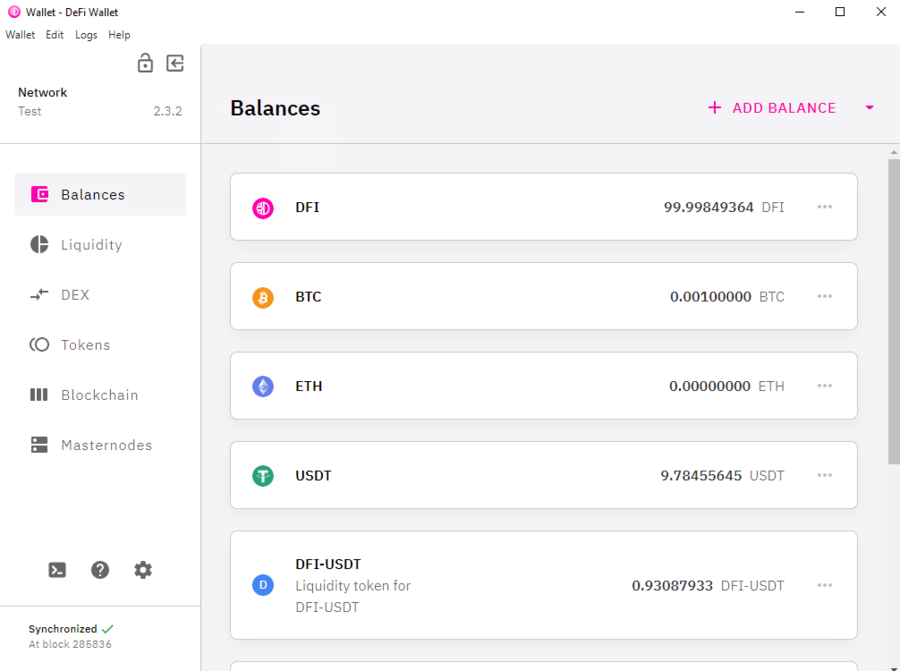 Wallet - DeFi Wallet
Wallet Edit Logs Help
Network
Test 2.3.2
Balances
Liquidity
DEX
Tokens
Blockchain
Masternodes
Synchronized
At block 285836
Balances
+ ADD BALANCE
DFI 99.99849364 DFI
BTC 0.00100000 BTC
ETH 0.00000000 ETH
USDT 9.78455645 USDT
D
DFI-USDT
Liquidity token for
DFI-USDT
0.93087933 DFI-USDT